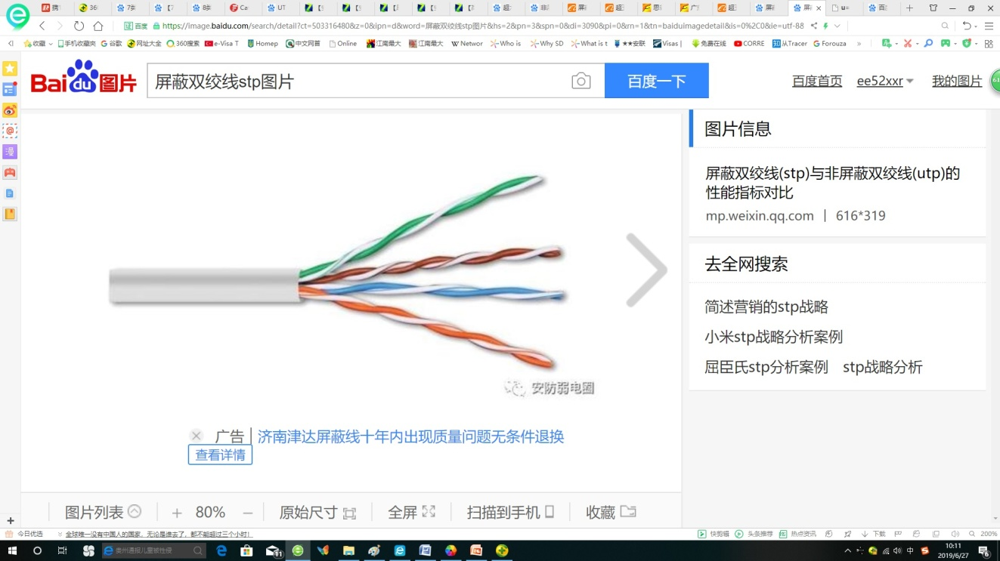 https://image.baidu.com/search/detail?ct=503316480&z=0&ipn=d&word=屏蔽双绞线stp图片&hs=2&pn=3&spn=0&di=3090&pi=0&rn=1&tn=baiduimagedetail&is=0%2C0&ie=utf-88
收藏 手机收藏夹 谷歌 网址大全 360搜索 e-Visa T Homep 中文网首 Online 江南最大 江南最大 Networ Who is Why SD What is t ★★安联 Visas | 免费在线 CORRE 从Tracer Forouza
Bai du 图片
屏蔽双绞线stp图片
百度一下
百度首页 ee52xxr 我的图片
图片信息
屏蔽双绞线(stp)与非屏蔽双绞线(utp)的
性能指标对比
mp.weixin.qq.com | 616*319
去全网搜索
简述营销的stp战略
小米stp战略分析案例
屈臣氏stp分析案例 stp战略分析
安防弱电圈
广告 | 济南津达屏蔽线十年内出现质量问题无条件退换
查看详情
图片列表 + 80% − 原始尺寸 全屏 扫描到手机 收藏
今日优选 全球唯一没有中国人的国家，无论是谁去了，都不能超过三个小时！ 快剪辑 头条推荐 热点资讯 下载 200%
中 10:11
2019/6/27